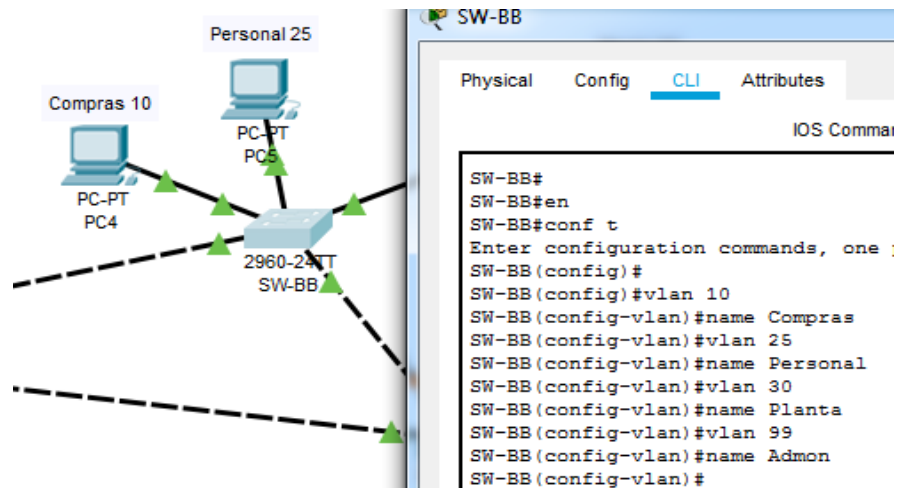 Personal 25
Compras 10
PC-PT
PC5
PC-PT
PC4
2960-24TT
SW-BB
SW-BB
Physical Config CLI Attributes
IOS
SW-BB#
SW-BB#en
SW-BB#conf t
Enter configuration commands, one
SW-BB(config)#
SW-BB(config)#vlan 10
SW-BB(config-vlan)#name Compras
SW-BB(config-vlan)#vlan 25
SW-BB(config-vlan)#name Personal
SW-BB(config-vlan)#vlan 30
SW-BB(config-vlan)#name Planta
SW-BB(config-vlan)#vlan 99
SW-BB(config-vlan)#name Admon
SW-BB(config-vlan)#